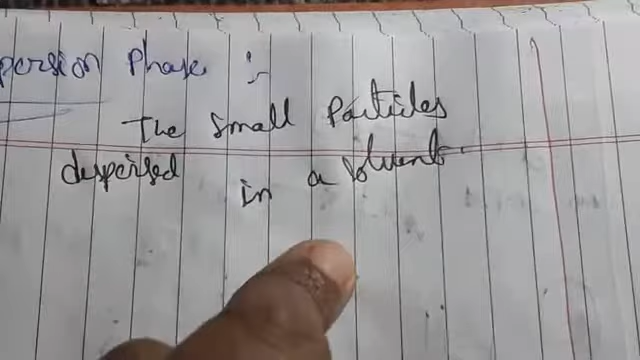 persion Phase :-
The small Particles
dispersed in a solvent.